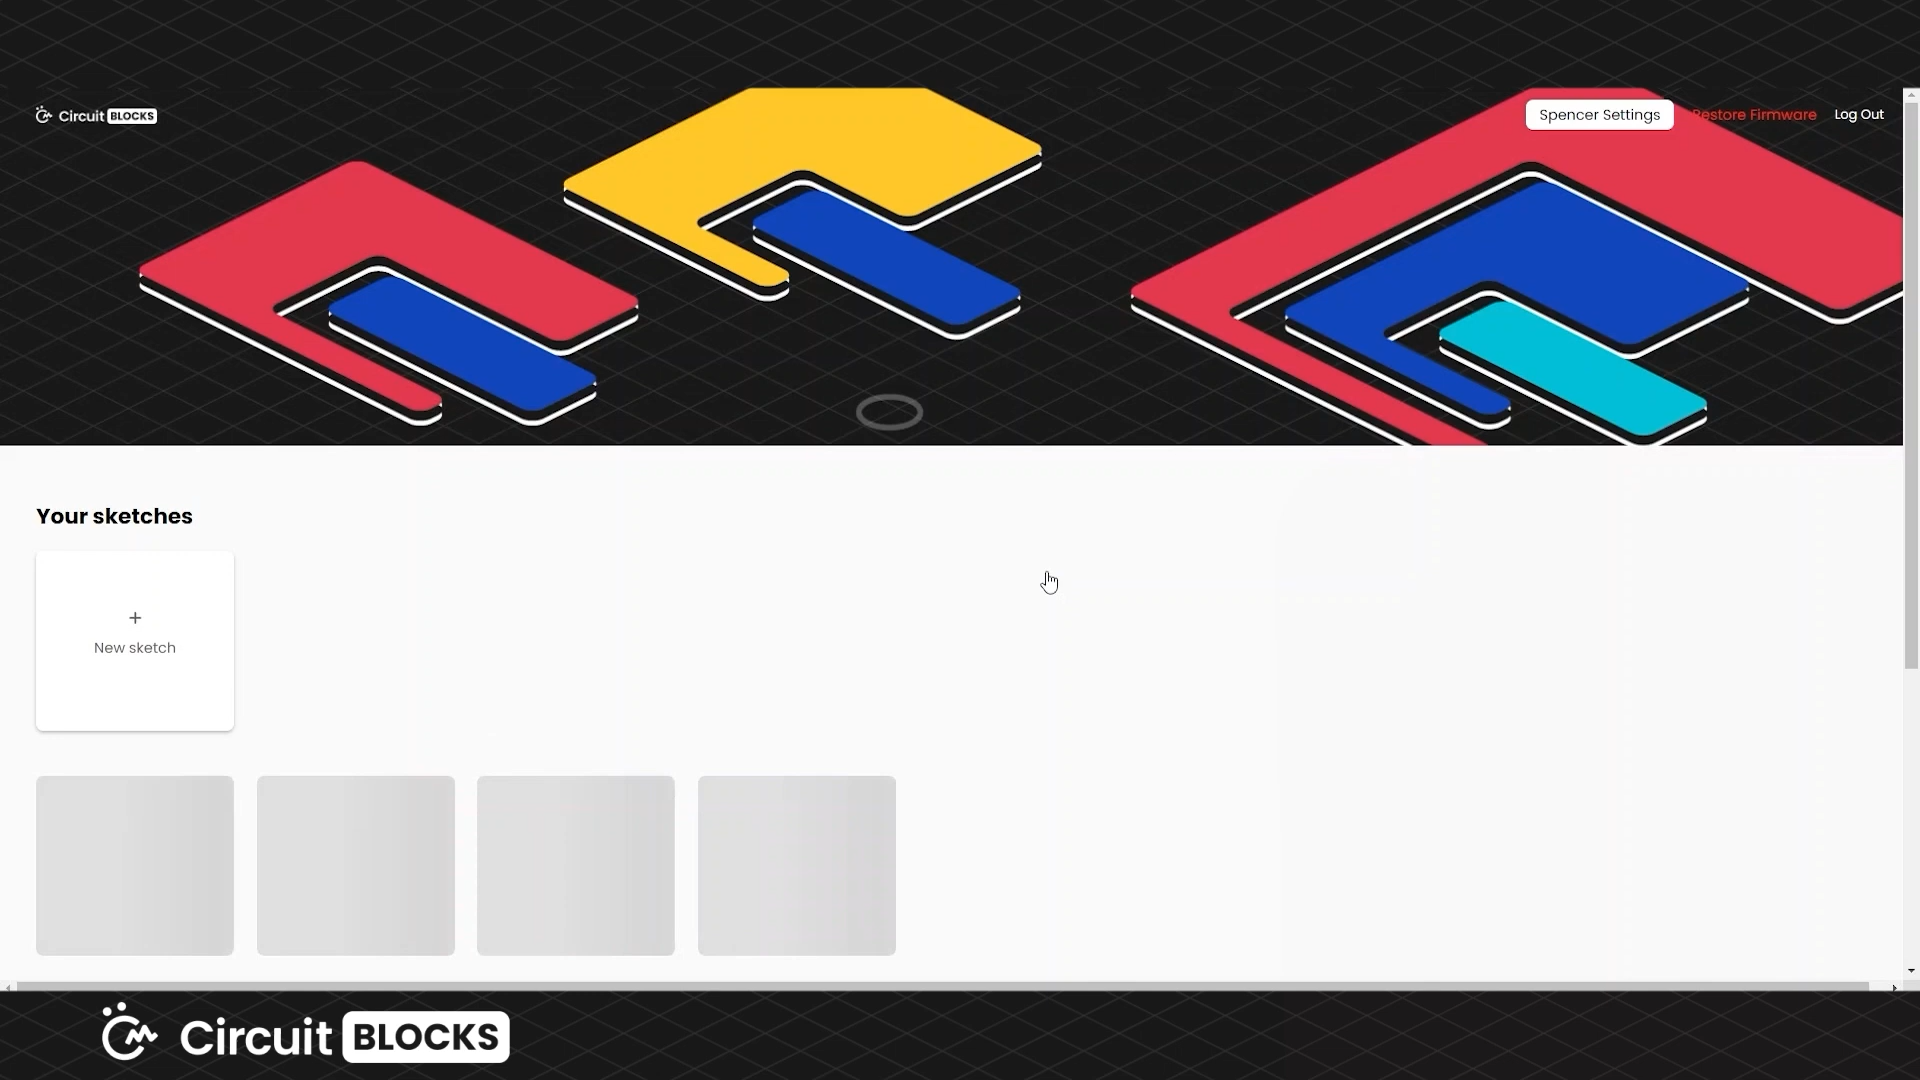 Circuit BLOCKS
Spencer Settings
Restore Firmware
Log Out
Your sketches
+
New sketch
Circuit BLOCKS